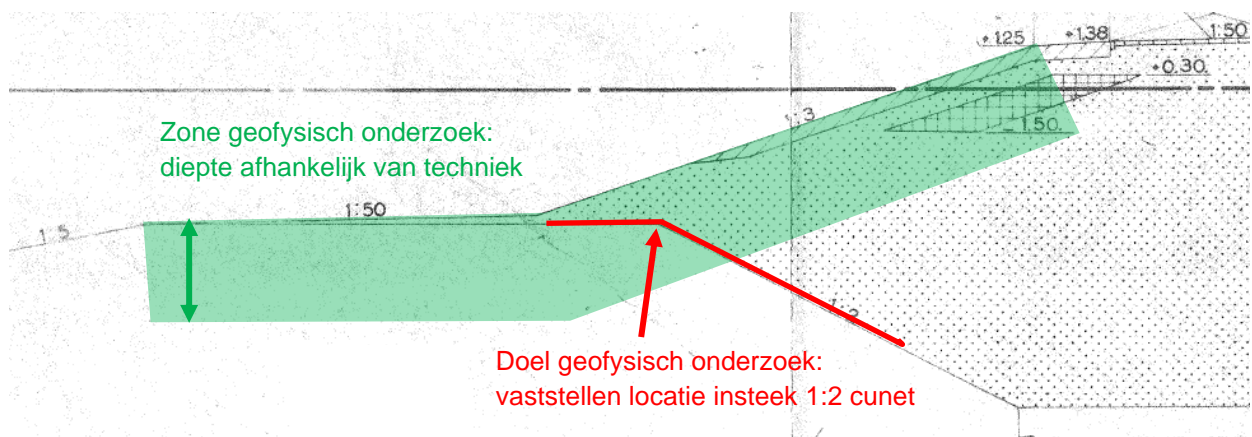 +1.25 +1.38 1:50
+0.30
-1.50
1:3
Zone geofysisch onderzoek:
diepte afhankelijk van techniek
1:50
1:5
1:2
Doel geofysisch onderzoek:
vaststellen locatie insteek 1:2 cunet